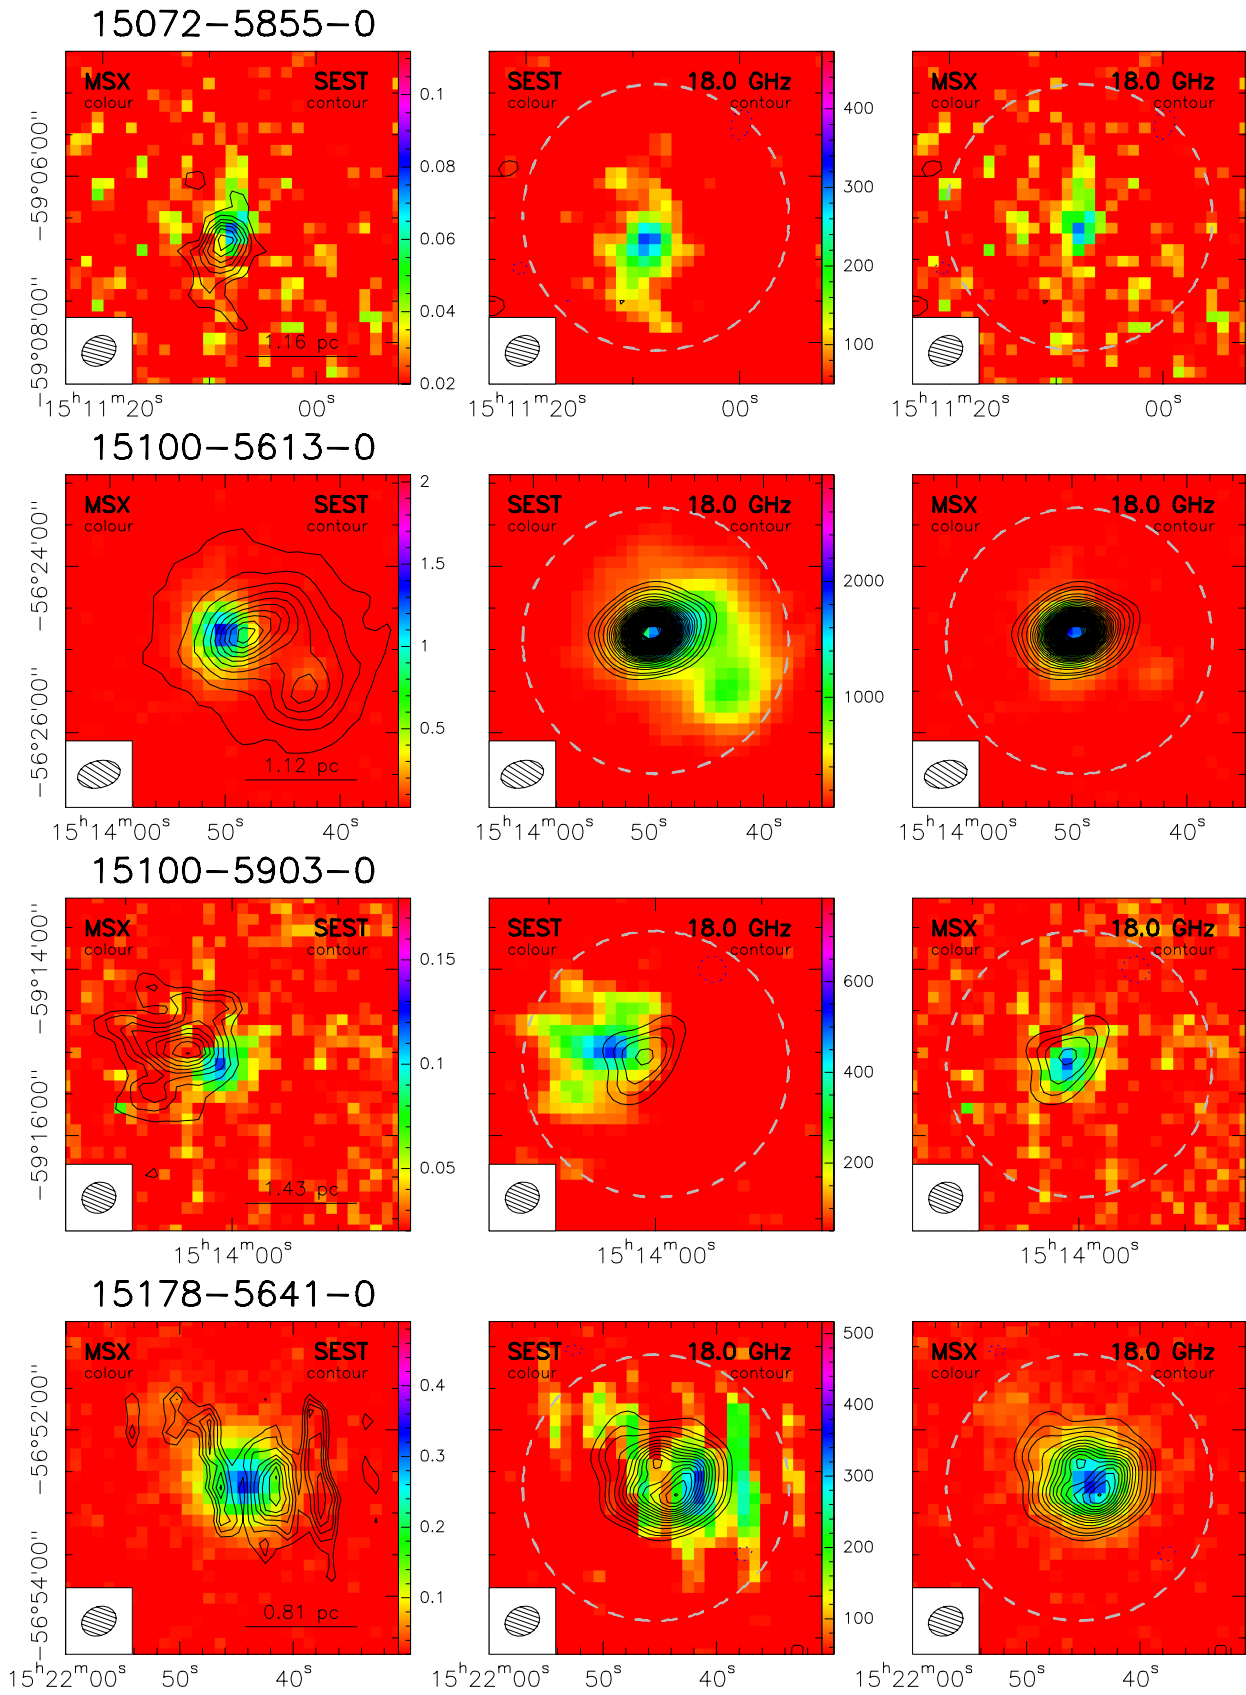 15072−5855−0
MSX SEST
colour contour
SEST 18.0 GHz
colour contour
MSX 18.0 GHz
colour contour
0.1
0.08
0.06
0.04
0.02
400
300
200
100
−59°06'00''
−59°08'00''
1.16 pc
15h11m20s 00s
15h11m20s 00s
15h11m20s 00s
15100−5613−0
MSX SEST
colour contour
SEST 18.0 GHz
colour contour
MSX 18.0 GHz
colour contour
2
1.5
1
0.5
2000
1000
−56°24'00''
−56°26'00''
1.12 pc
15h14m00s 50s 40s
15h14m00s 50s 40s
15h14m00s 50s 40s
15100−5903−0
MSX SEST
colour contour
SEST 18.0 GHz
colour contour
MSX 18.0 GHz
colour contour
0.15
0.1
0.05
600
400
200
−59°14'00''
−59°16'00''
1.43 pc
15h14m00s
15h14m00s
15h14m00s
15178−5641−0
MSX SEST
colour contour
SEST 18.0 GHz
colour contour
MSX 18.0 GHz
colour contour
0.4
0.3
0.2
0.1
500
400
300
200
100
−56°52'00''
−56°54'00''
0.81 pc
15h22m00s 50s 40s
15h22m00s 50s 40s
15h22m00s 50s 40s